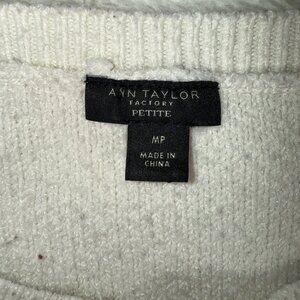 ANN TAYLOR
FACTORY
PETITE
MP
MADE IN
CHINA